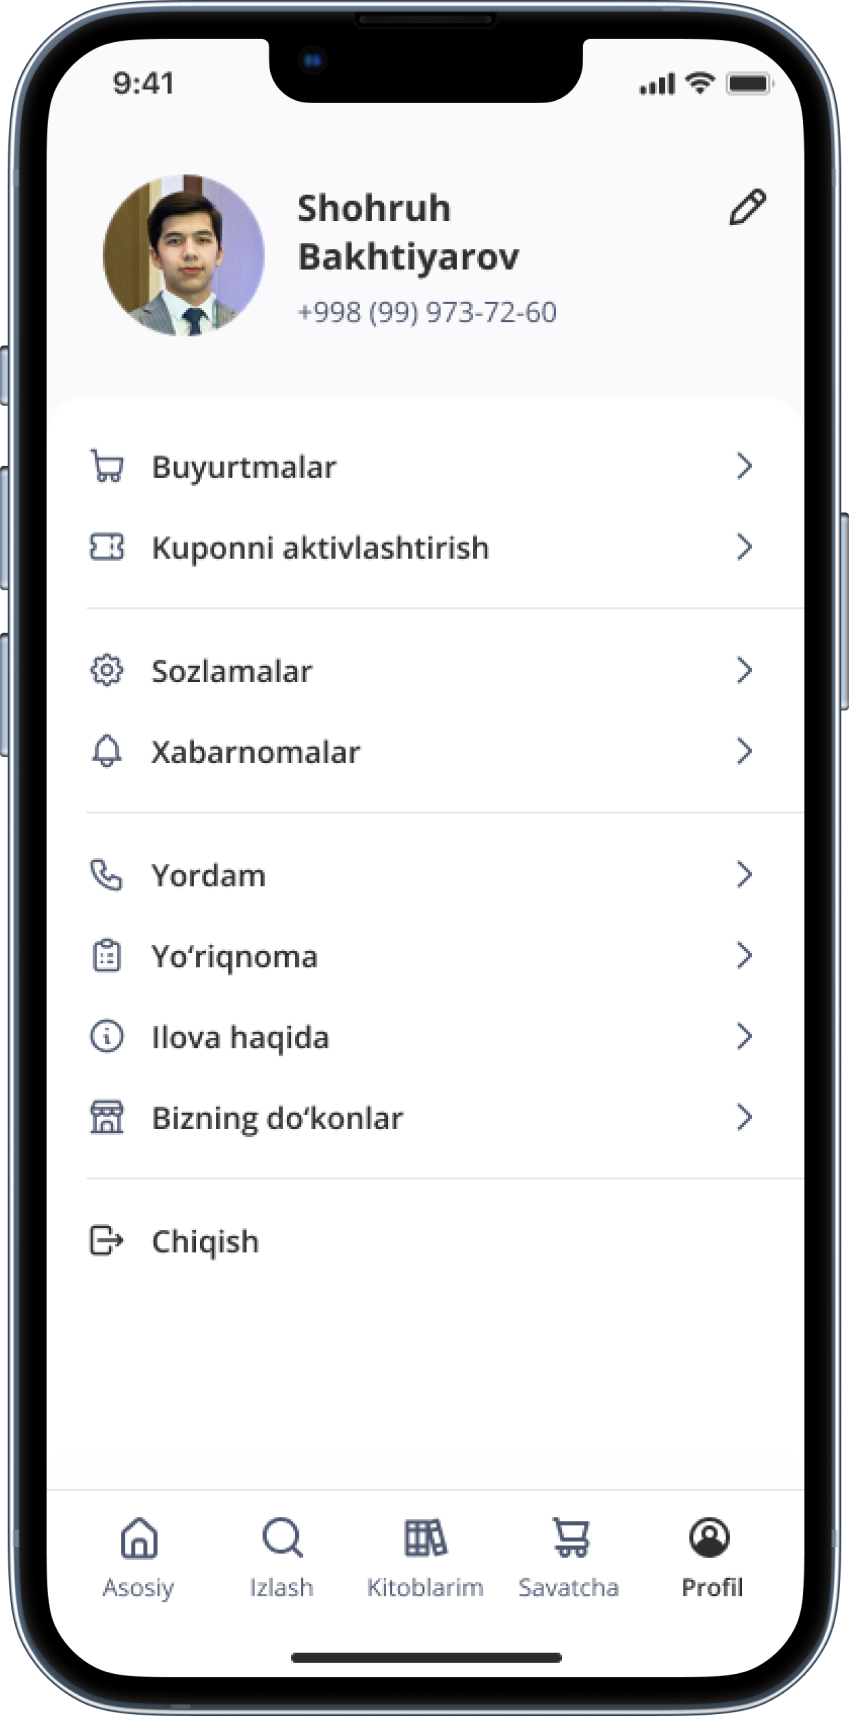 9:41
Shohruh
Bakhtiyarov
+998 (99) 973-72-60
Buyurtmalar
Kuponni aktivlashtirish
Sozlamalar
Xabarnomalar
Yordam
Yo‘riqnoma
Ilova haqida
Bizning do‘konlar
Chiqish
Asosiy Izlash Kitoblarim Savatcha Profil